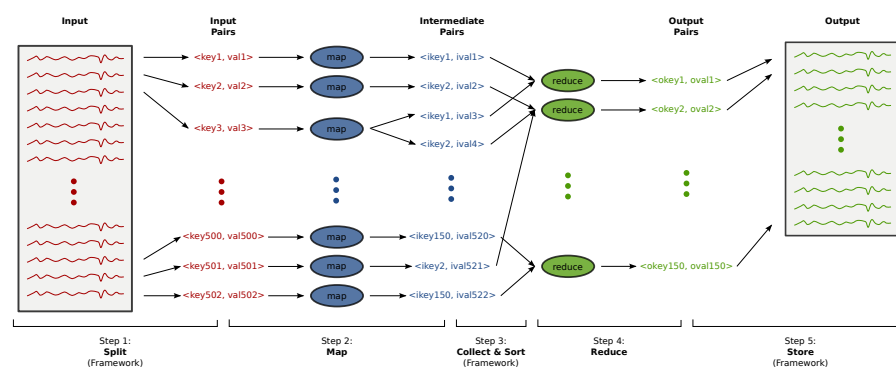 Input
Input
Pairs
Intermediate
Pairs
Output
Pairs
Output
<key1, val1>
map
<ikey1, ival1>
<key2, val2>
map
<ikey2, ival2>
<key3, val3>
map
<ikey1, ival3>
<ikey2, ival4>
reduce
<okey1, oval1>
reduce
<okey2, oval2>
<key500, val500>
map
<ikey150, ival520>
<key501, val501>
map
<ikey2, ival521>
reduce
<okey150, oval150>
<key502, val502>
map
<ikey150, ival522>
Step 1:
Split
(Framework)
Step 2:
Map
Step 3:
Collect & Sort
(Framework)
Step 4:
Reduce
Step 5:
Store
(Framework)